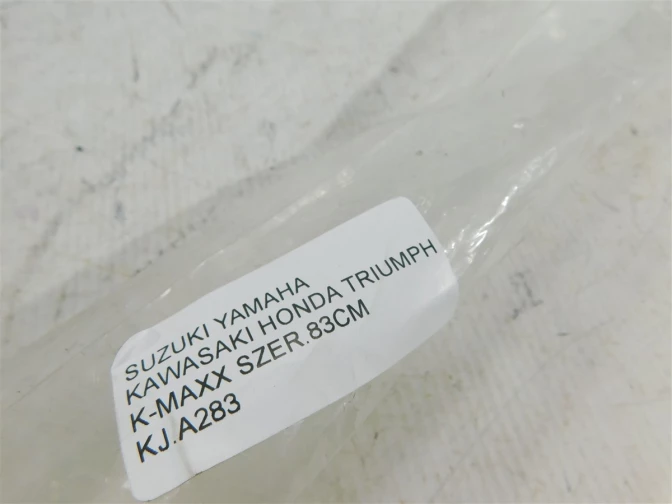 SUZUKI YAMAHA
KAWASAKI HONDA TRIUMPH
K-MAXX SZER.83CM
KJ.A283